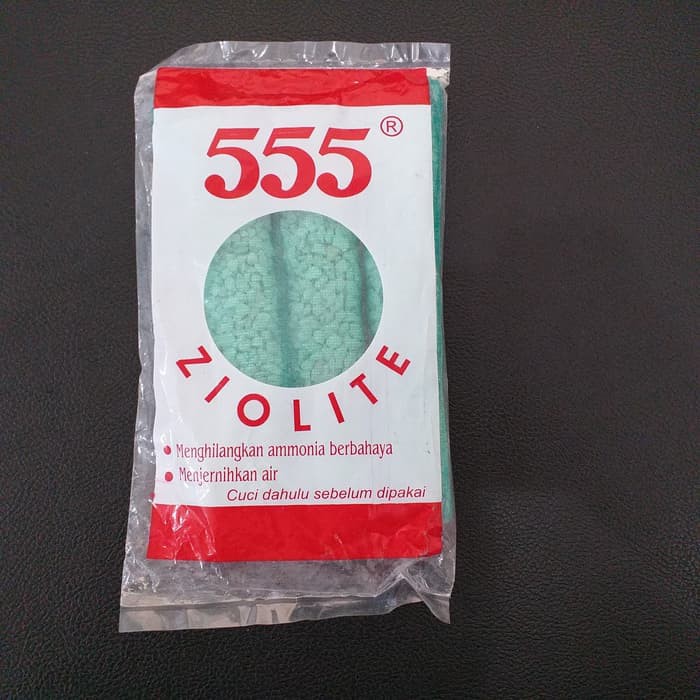 555®
ZIOLITE
• Menghilangkan ammonia berbahaya
• Menjernihkan air
Cuci dahulu sebelum dipakai